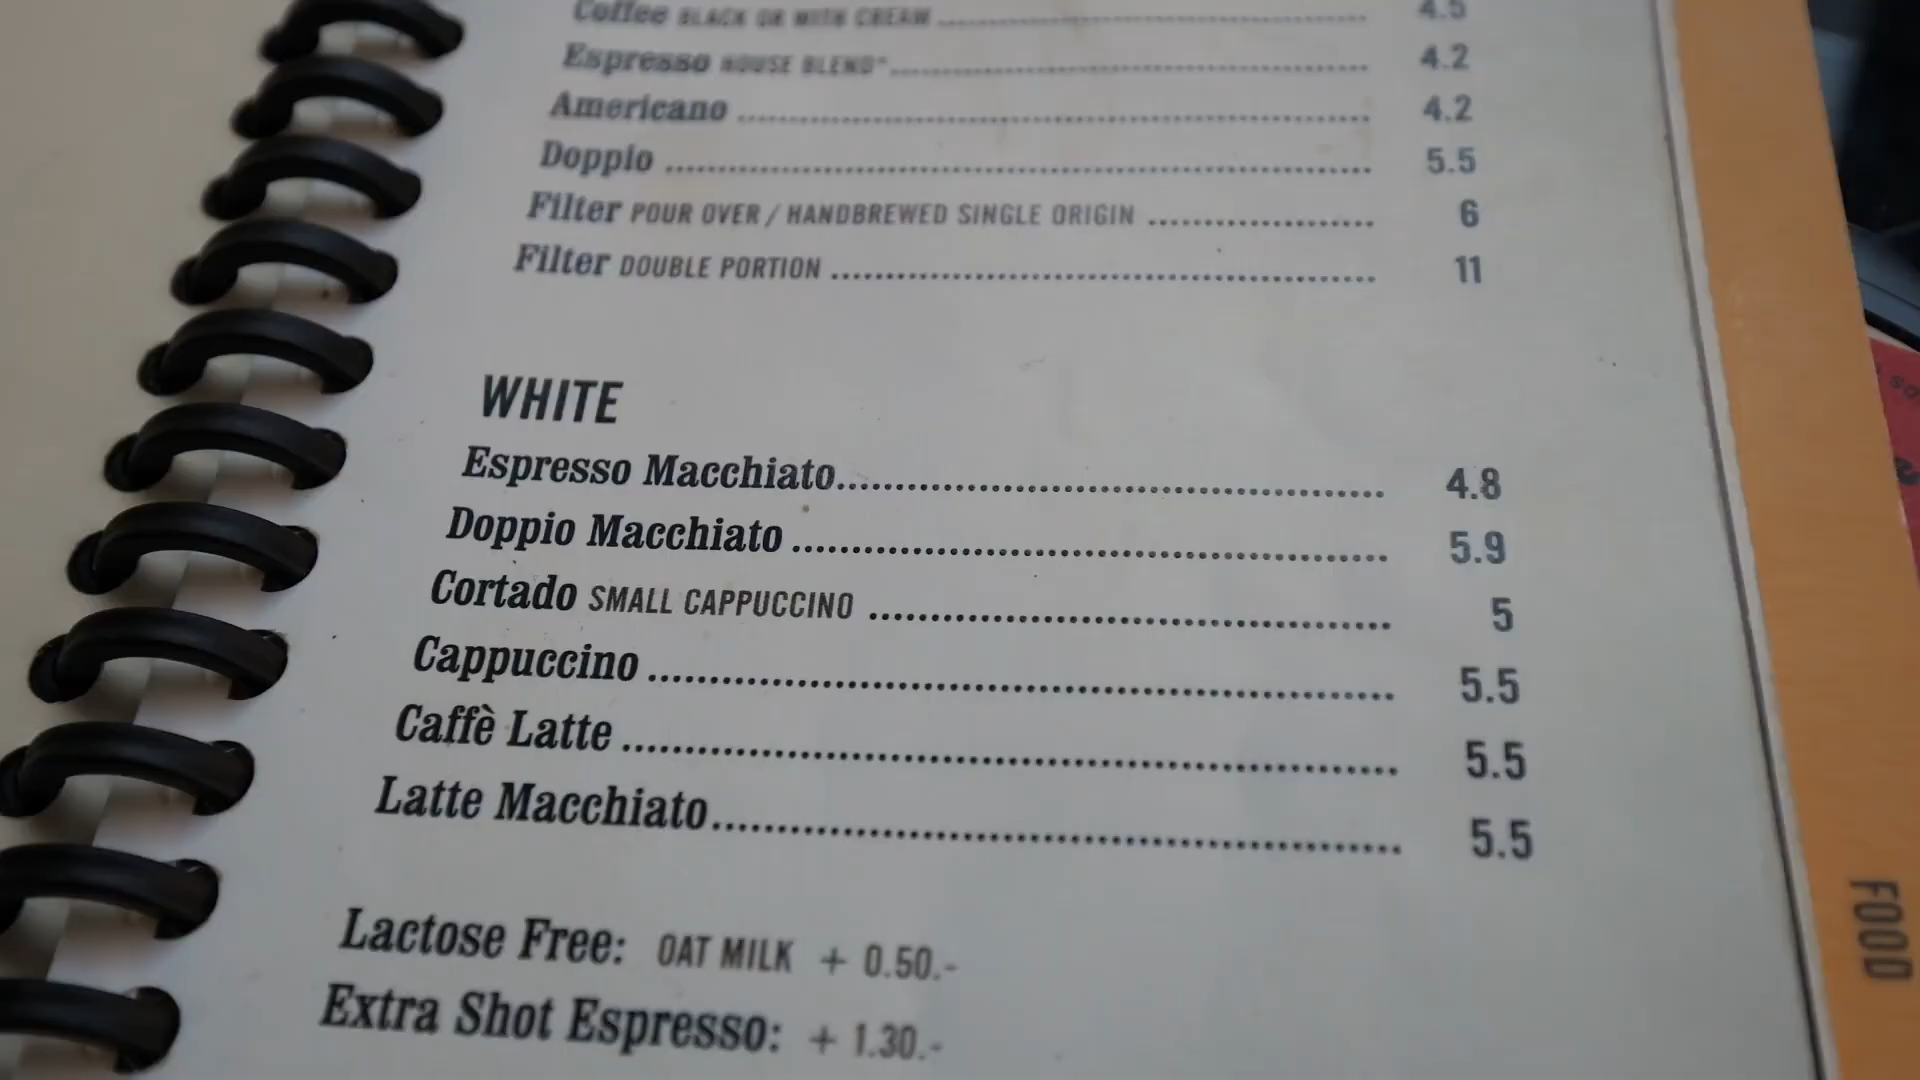 Coffee BLACK OR WITH CREAM 4.5
Espresso HOUSE BLEND* 4.2
Americano 4.2
Doppio 5.5
Filter POUR OVER / HANDBREWED SINGLE ORIGIN 6
Filter DOUBLE PORTION 11
WHITE
Espresso Macchiato 4.8
Doppio Macchiato 5.9
Cortado SMALL CAPPUCCINO 5
Cappuccino 5.5
Caffè Latte 5.5
Latte Macchiato 5.5
Lactose Free: OAT MILK + 0.50.-
Extra Shot Espresso: + 1.30.-
FOOD